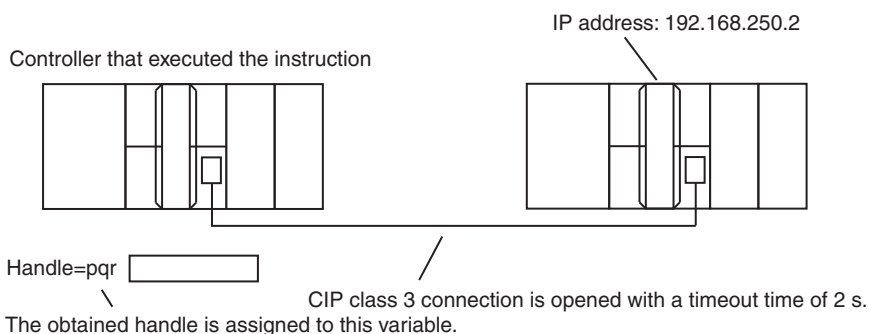 IP address: 192.168.250.2
Controller that executed the instruction
Handle=pqr
CIP class 3 connection is opened with a timeout time of 2 s.
The obtained handle is assigned to this variable.